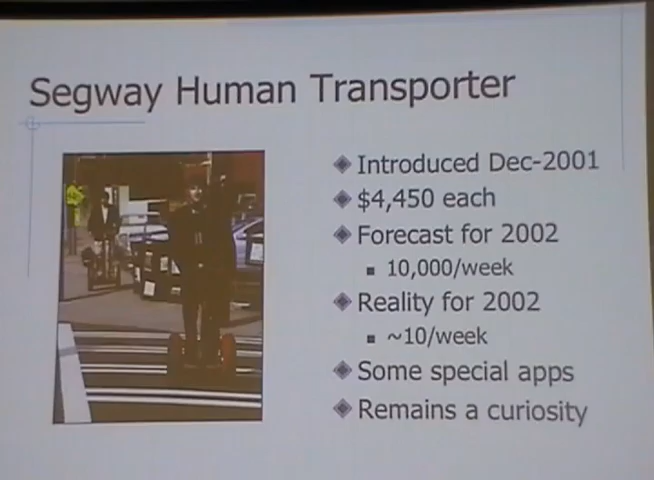 Segway Human Transporter
Introduced Dec-2001
$4,450 each
Forecast for 2002
10,000/week
Reality for 2002
~10/week
Some special apps
Remains a curiosity